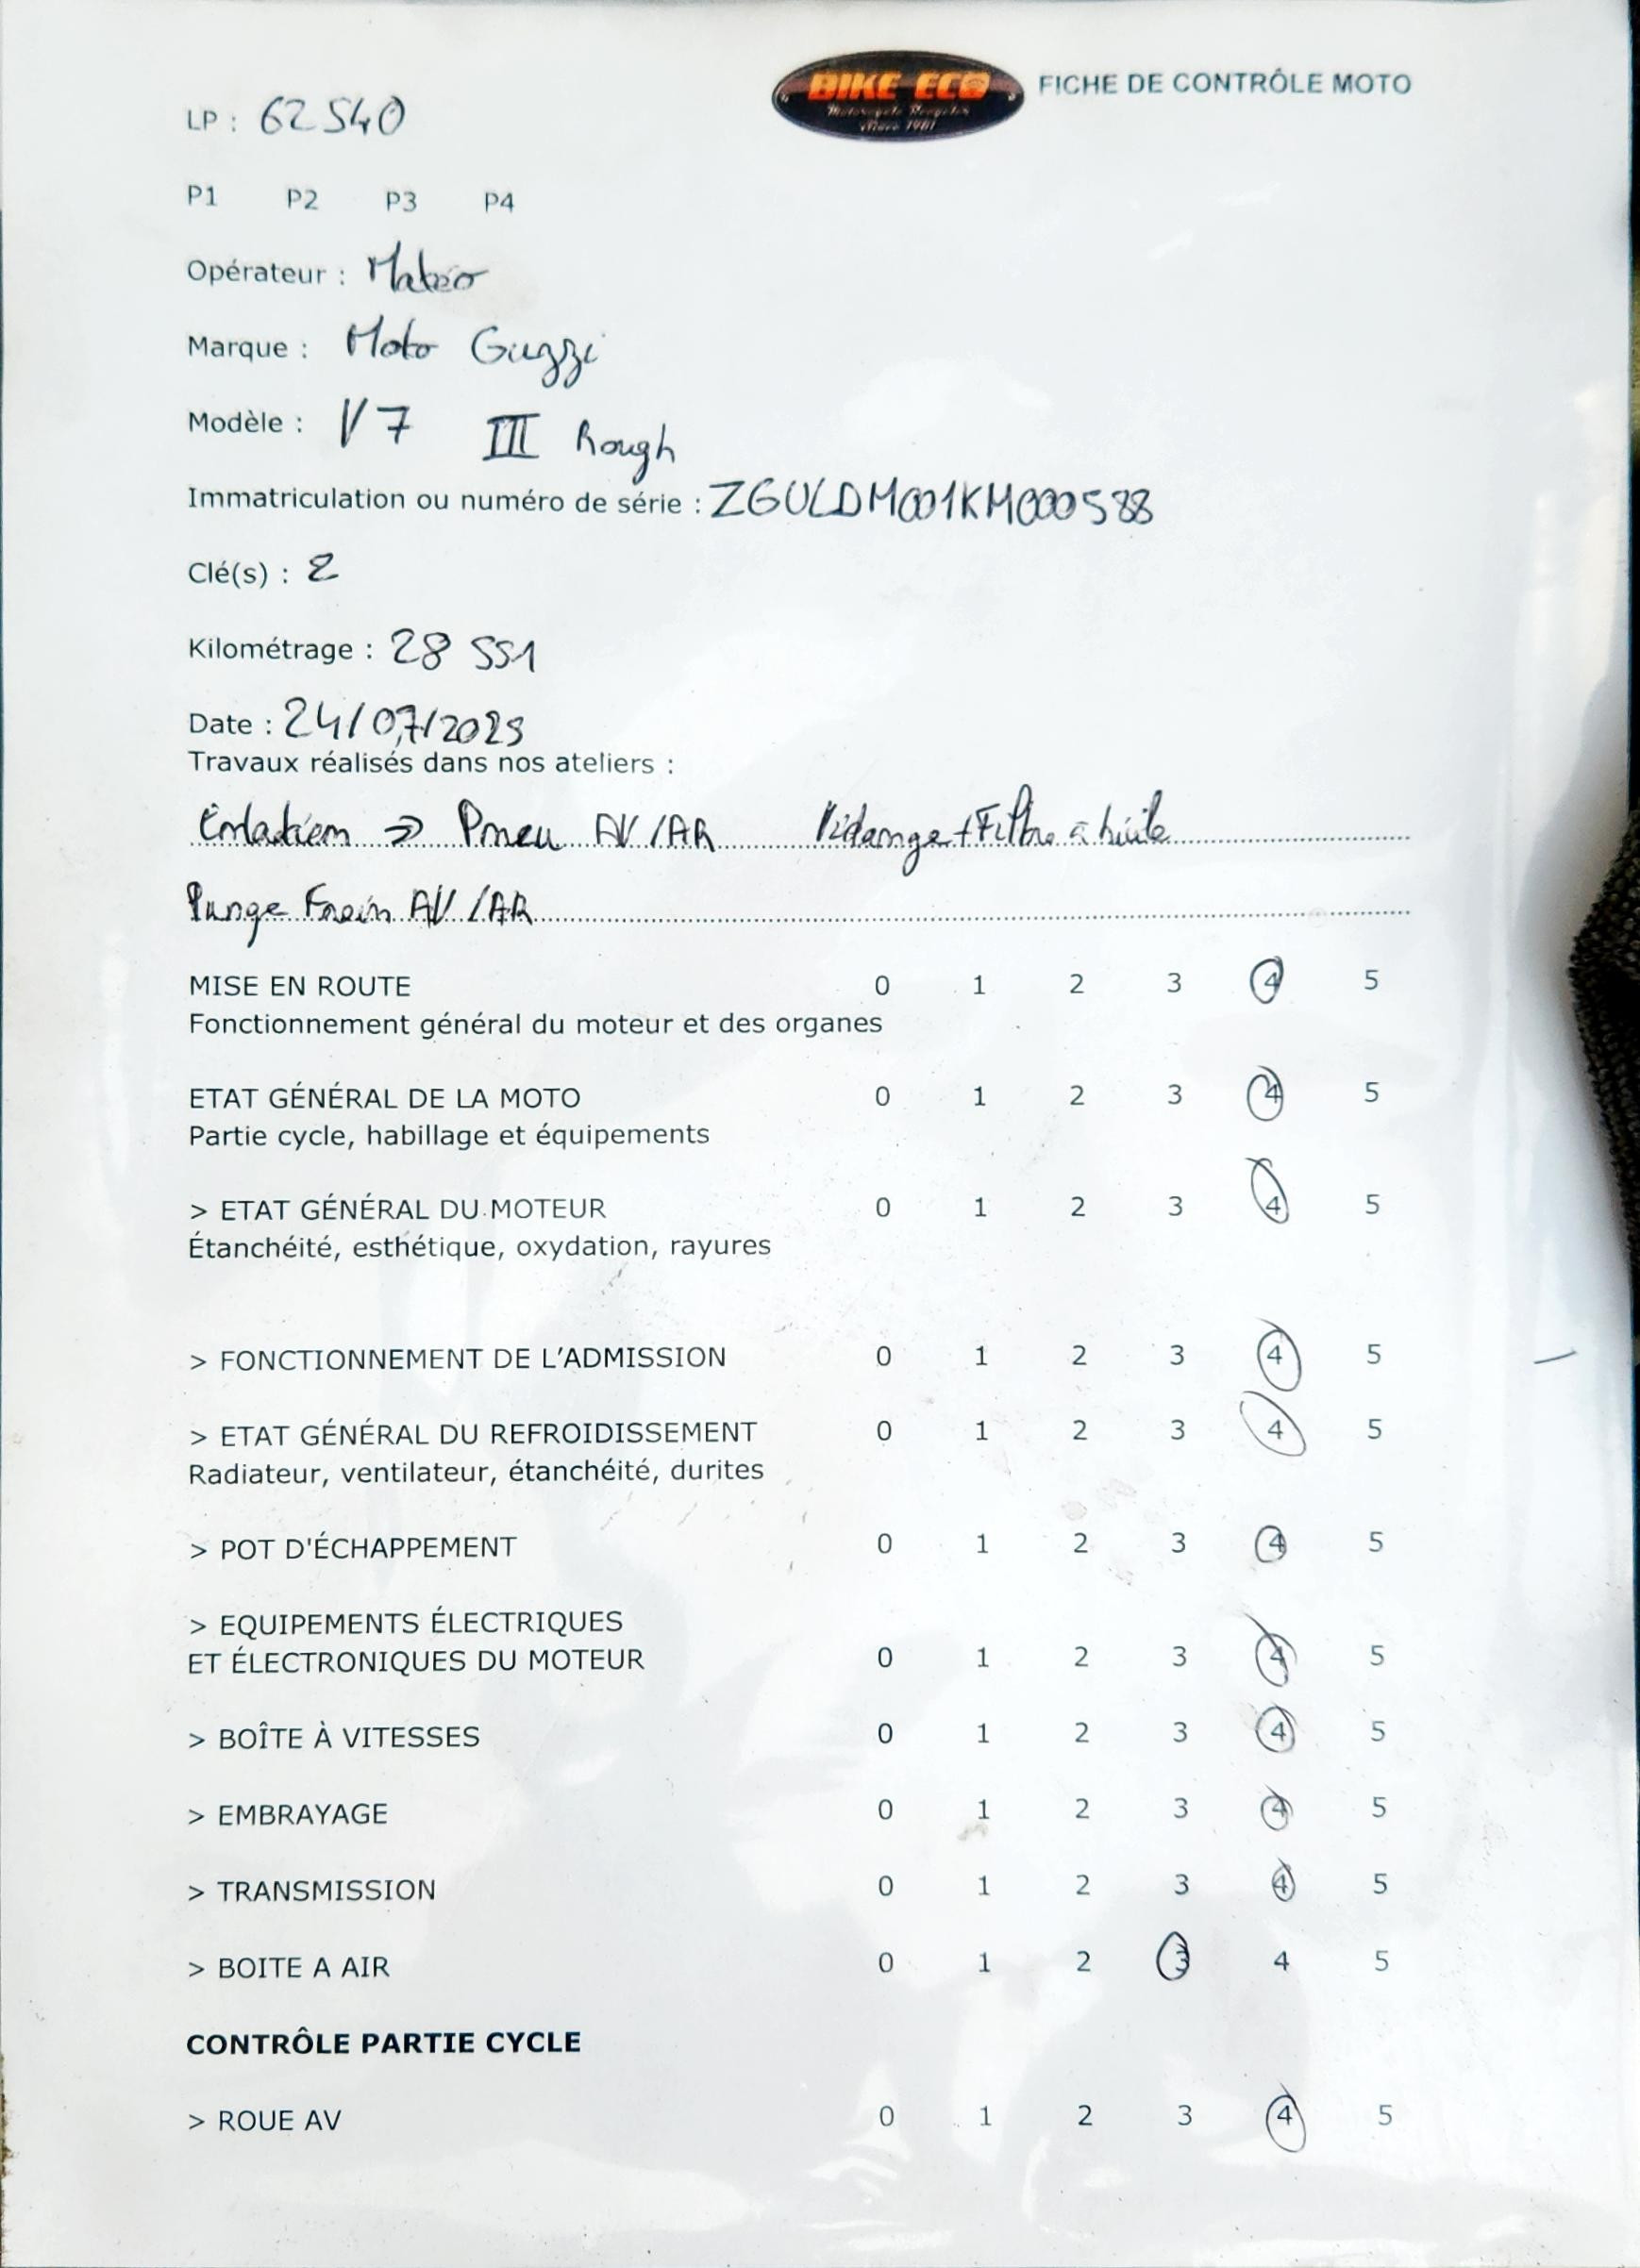 BIKE ECO
Motorcycle Recycler
Since 1981
FICHE DE CONTRÔLE MOTO
LP : 62540
P1 P2 P3 P4
Opérateur : Matéo
Marque : Moto Guzzi
Modèle : V7 III Rough
Immatriculation ou numéro de série : ZGULDM001KM000588
Clé(s) : 2
Kilométrage : 28 551
Date : 24/07/2025
Travaux réalisés dans nos ateliers :
Entretien => Pneu AV/AR Vidange + Filtre à huile
Purge Frein AV/AR
MISE EN ROUTE 0 1 2 3 4 5
Fonctionnement général du moteur et des organes
ETAT GÉNÉRAL DE LA MOTO 0 1 2 3 4 5
Partie cycle, habillage et équipements
> ETAT GÉNÉRAL DU MOTEUR 0 1 2 3 4 5
Étanchéité, esthétique, oxydation, rayures
> FONCTIONNEMENT DE L'ADMISSION 0 1 2 3 4 5
> ETAT GÉNÉRAL DU REFROIDISSEMENT 0 1 2 3 4 5
Radiateur, ventilateur, étanchéité, durites
> POT D'ÉCHAPPEMENT 0 1 2 3 4 5
> EQUIPEMENTS ÉLECTRIQUES
ET ÉLECTRONIQUES DU MOTEUR 0 1 2 3 4 5
> BOÎTE À VITESSES 0 1 2 3 4 5
> EMBRAYAGE 0 1 2 3 4 5
> TRANSMISSION 0 1 2 3 4 5
> BOITE A AIR 0 1 2 3 4 5
CONTRÔLE PARTIE CYCLE
> ROUE AV 0 1 2 3 4 5